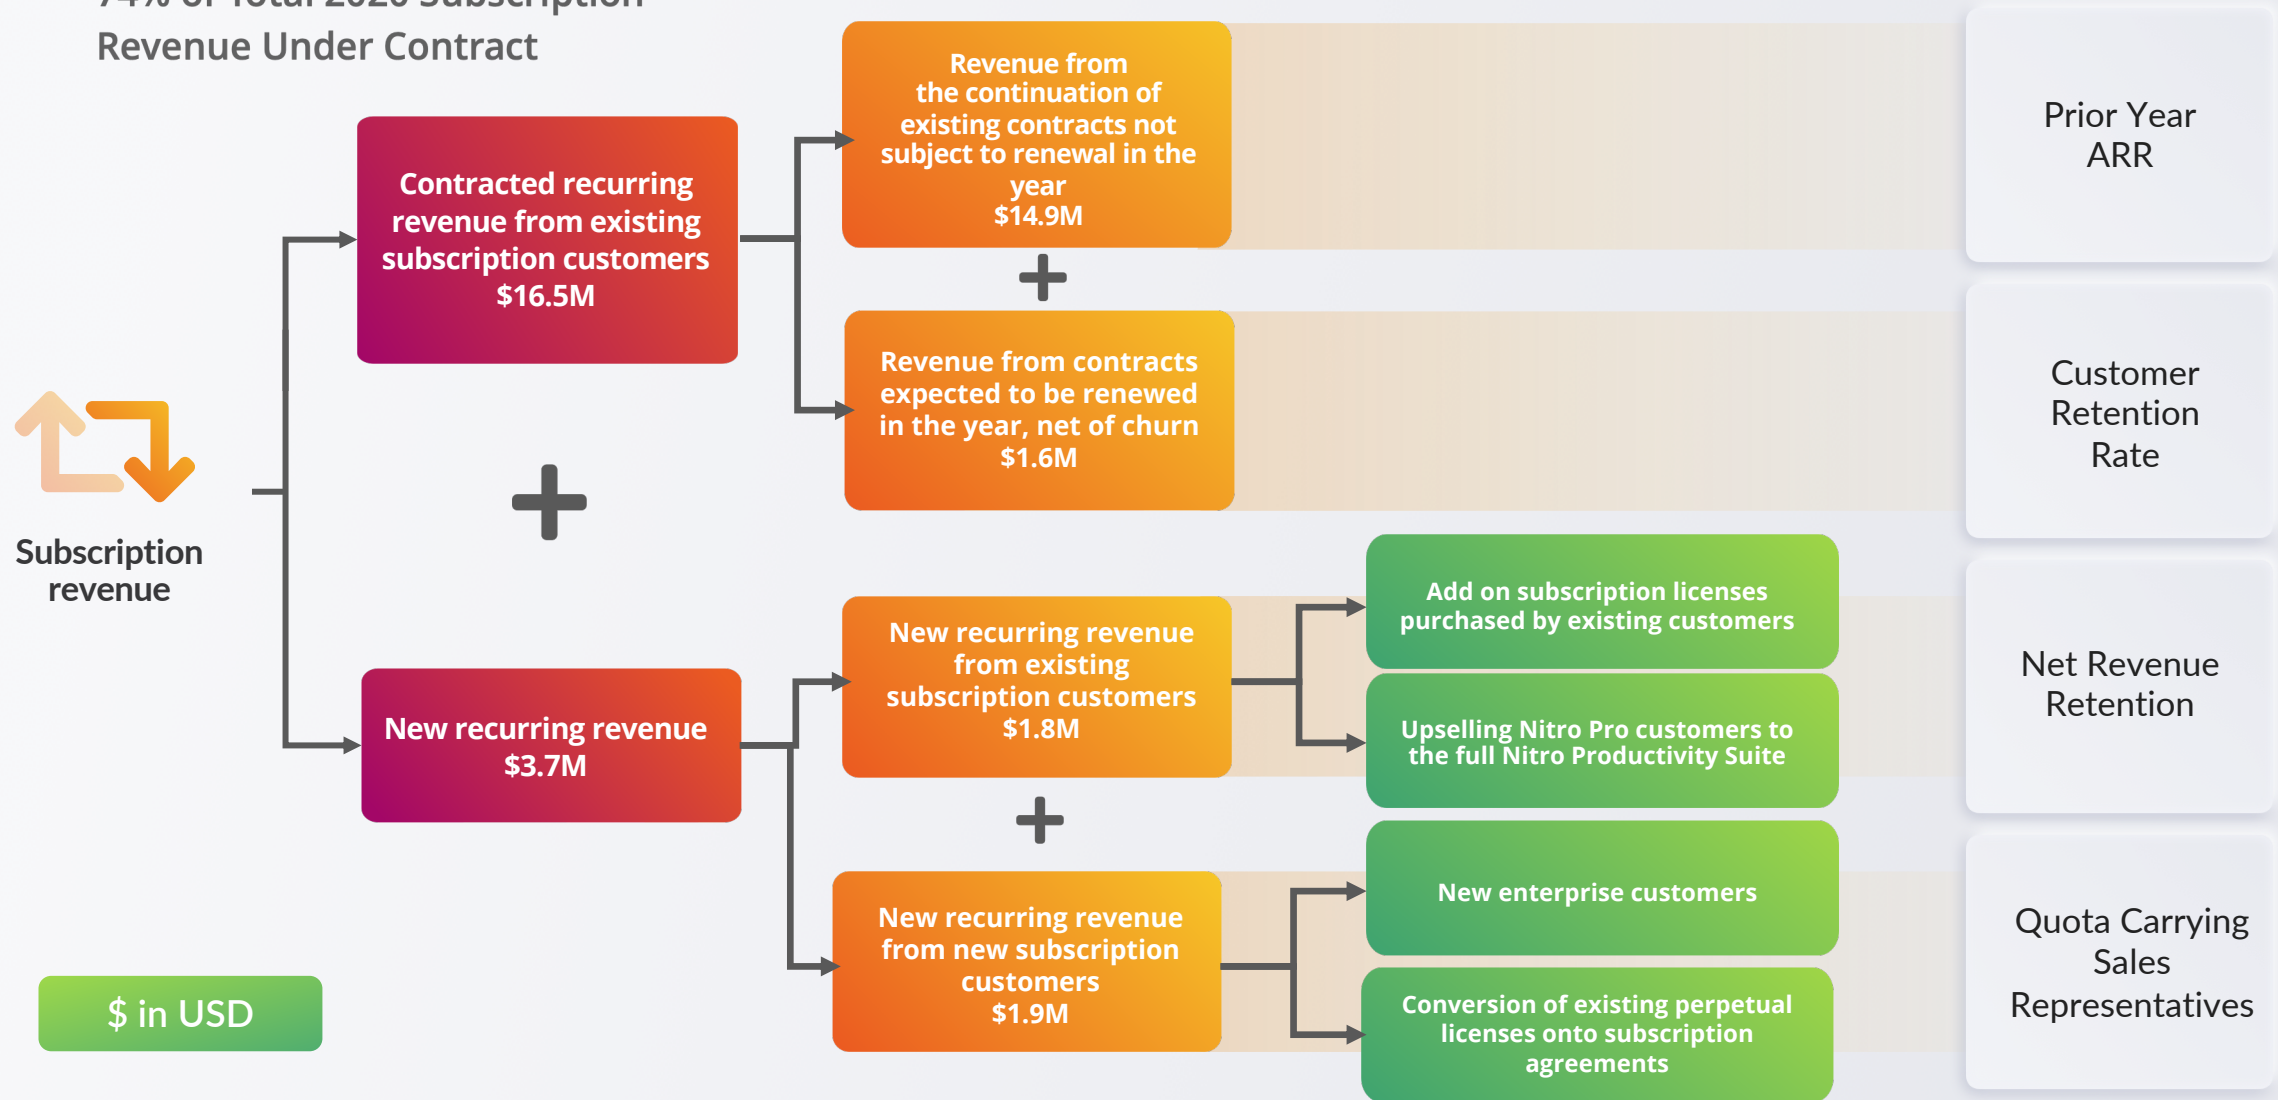 74% of Total 2020 Subscription
Revenue Under Contract
Subscription
revenue
Contracted recurring
revenue from existing
subscription customers
$16.5M
New recurring revenue
$3.7M
Revenue from
the continuation of
existing contracts not
subject to renewal in the
year
$14.9M
Revenue from contracts
expected to be renewed
in the year, net of churn
$1.6M
New recurring revenue
from existing
subscription customers
$1.8M
New recurring revenue
from new subscription
customers
$1.9M
Add on subscription licenses
purchased by existing customers
Upselling Nitro Pro customers to
the full Nitro Productivity Suite
New enterprise customers
Conversion of existing perpetual
licenses onto subscription
agreements
Prior Year
ARR
Customer
Retention
Rate
Net Revenue
Retention
Quota Carrying
Sales
Representatives
$ in USD